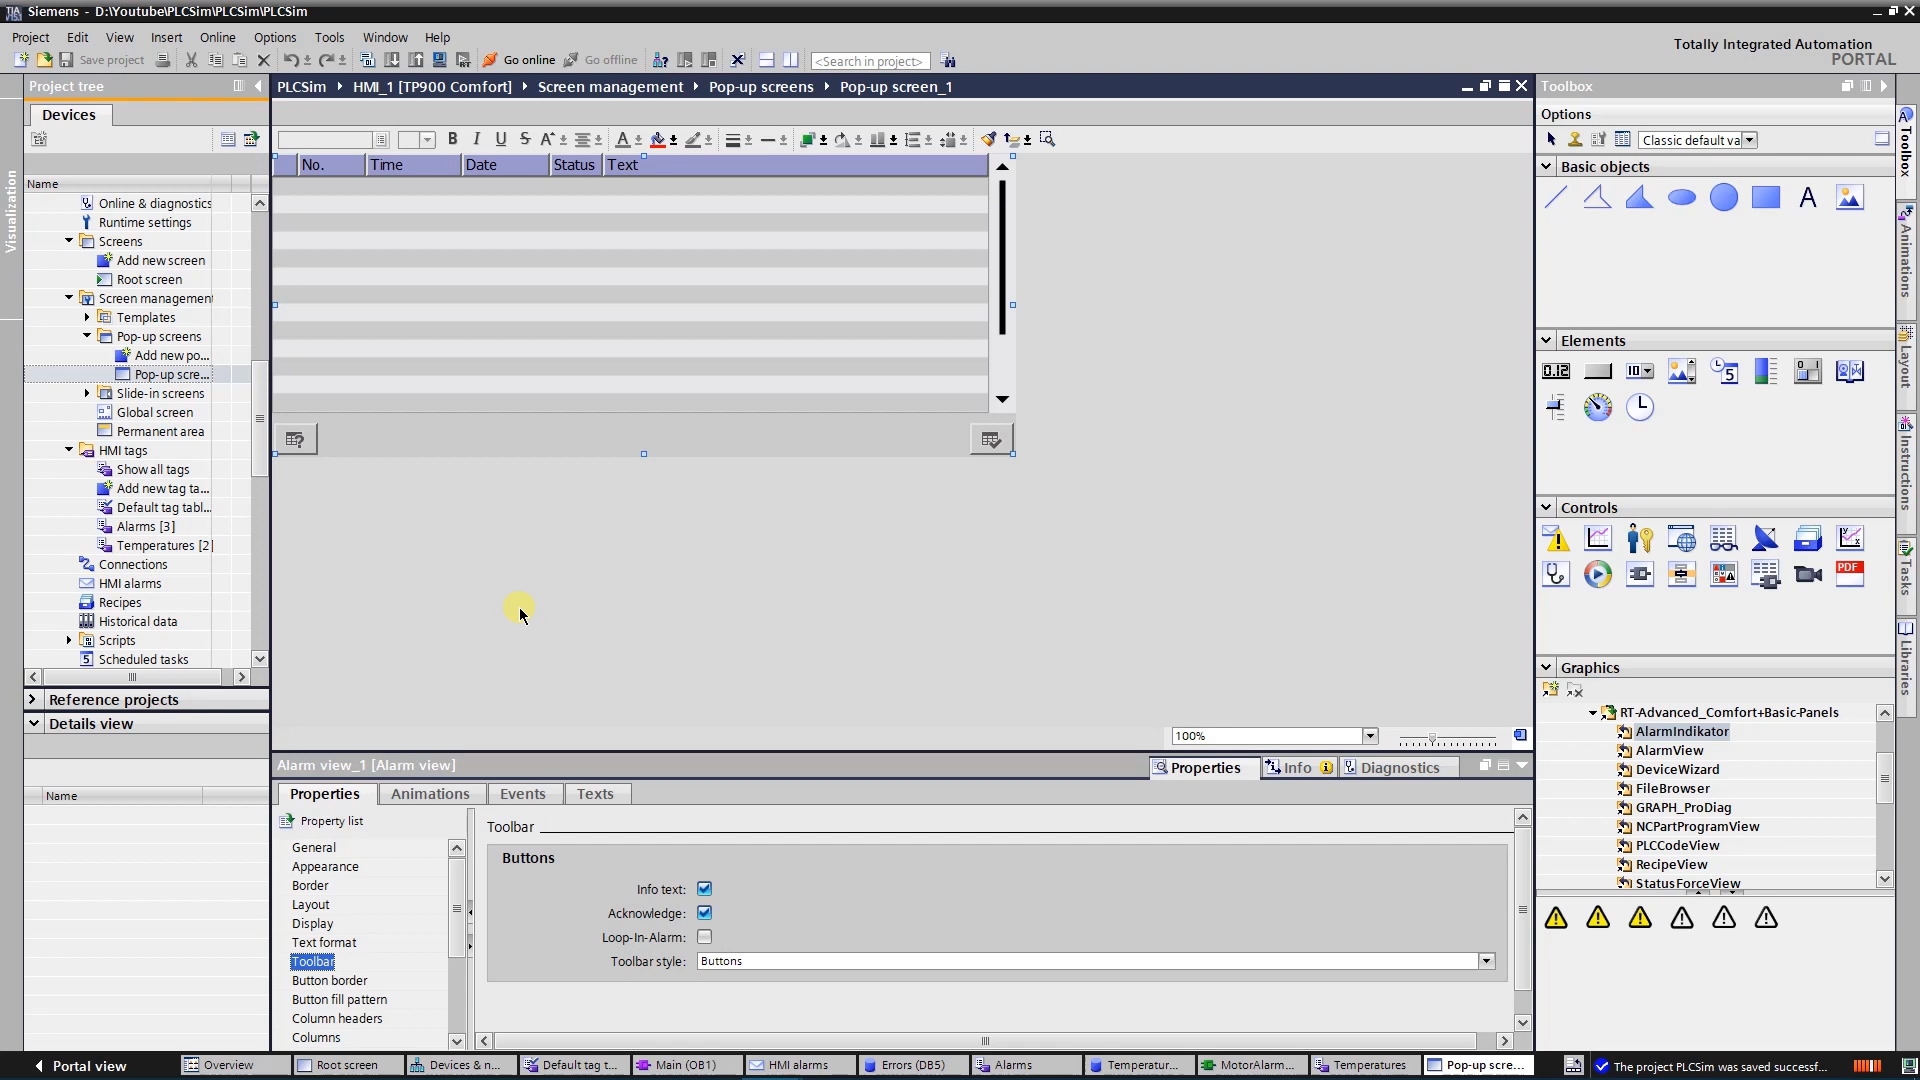 Siemens - D:\Youtube\PLCSim\PLCSim\PLCSim
Project Edit View Insert Online Options Tools Window Help
Totally Integrated Automation
PORTAL
Save project
Go online
Go offline
<Search in project>
Project tree
PLCSim HMI_1 [TP900 Comfort] Screen management Pop-up screens Pop-up screen_1
Toolbox
Devices
Options
Classic default va
Visualization
Name
Online & diagnostics
Runtime settings
Screens
Add new screen
Root screen
Screen management
Templates
Pop-up screens
Add new po...
Pop-up scre...
Slide-in screens
Global screen
Permanent area
HMI tags
Show all tags
Add new tag ta...
Default tag tabl...
Alarms [3]
Temperatures [2]
Connections
HMI alarms
Recipes
Historical data
Scripts
Scheduled tasks
Reference projects
Details view
Name
No. Time Date Status Text
100%
Basic objects
Elements
Controls
PDF
Graphics
RT-Advanced_Comfort+Basic-Panels
AlarmIndikator
AlarmView
DeviceWizard
FileBrowser
GRAPH_ProDiag
NCPartProgramView
PLCCodeView
RecipeView
StatusForceView
Toolbox
Animations
Layout
Instructions
Tasks
Libraries
Alarm view_1 [Alarm view]
Properties Info Diagnostics
Properties Animations Events Texts
Property list
General
Appearance
Border
Layout
Display
Text format
Toolbar
Button border
Button fill pattern
Column headers
Columns
Toolbar
Buttons
Info text:
Acknowledge:
Loop-In-Alarm:
Toolbar style: Buttons
Portal view
Overview Root screen Devices & n... Default tag t... Main (OB1) HMI alarms Errors (DB5) Alarms Temperatur... MotorAlarm... Temperatures Pop-up scre...
The project PLCSim was saved successf...